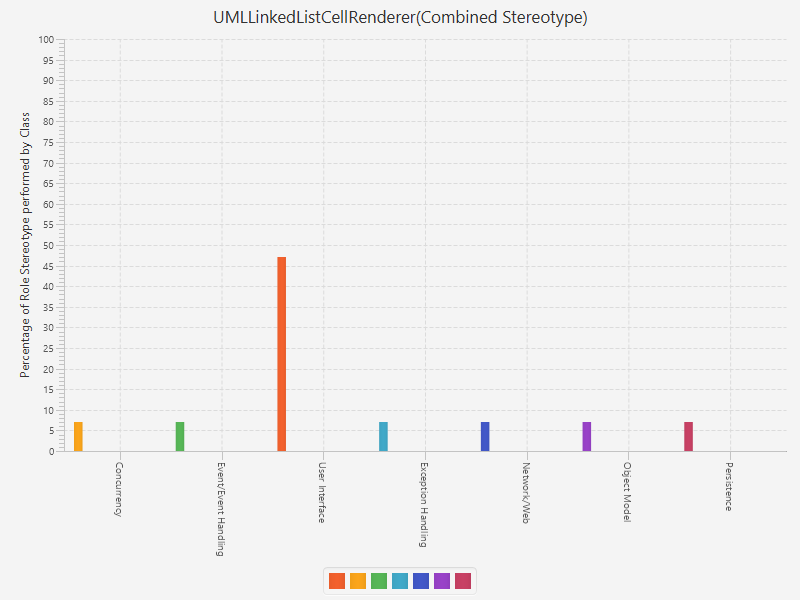 UMLLinkedListCellRenderer(Combined Stereotype)
Percentage of Role Stereotype performed by Class
100
95
90
85
80
75
70
65
60
55
50
45
40
35
30
25
20
15
10
5
0
Concurrency
Event/Event Handling
User Interface
Exception Handling
Network/Web
Object Model
Persistence